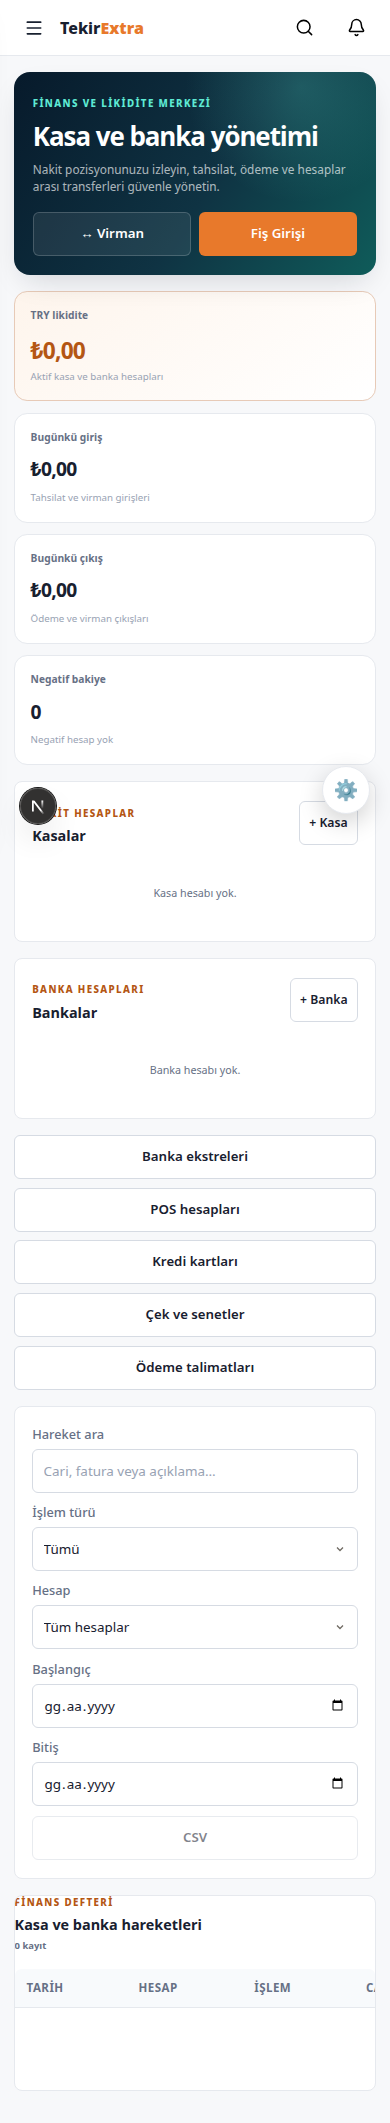 TekirExtra
FİNANS VE LİKİDİTE MERKEZİ
Kasa ve banka yönetimi
Nakit pozisyonunuzu izleyin, tahsilat, ödeme ve hesaplar
arası transferleri güvenle yönetin.
↔ Virman
Fiş Girişi
TRY likidite
₺0,00
Aktif kasa ve banka hesapları
Bugünkü giriş
₺0,00
Tahsilat ve virman girişleri
Bugünkü çıkış
₺0,00
Ödeme ve virman çıkışları
Negatif bakiye
0
Negatif hesap yok
HESAPLAR
Kasalar
+ Kasa
Kasa hesabı yok.
BANKA HESAPLARI
Bankalar
+ Banka
Banka hesabı yok.
Banka ekstreleri
POS hesapları
Kredi kartları
Çek ve senetler
Ödeme talimatları
Hareket ara
Cari, fatura veya açıklama...
İşlem türü
Tümü
Hesap
Tüm hesaplar
Başlangıç
gg.aa.yyyy
Bitiş
gg.aa.yyyy
CSV
FİNANS DEFTERİ
Kasa ve banka hareketleri
0 kayıt
TARİH HESAP İŞLEM